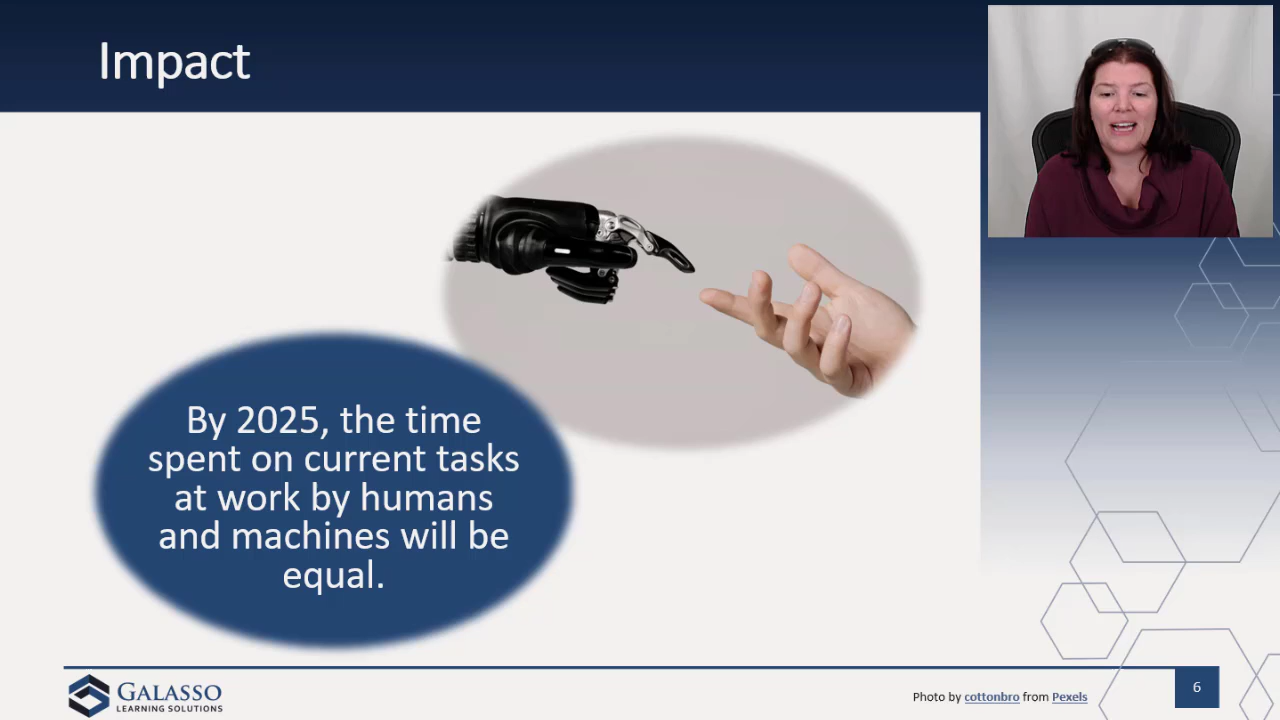 Impact
By 2025, the time
spent on current tasks
at work by humans
and machines will be
equal.
GALASSO
LEARNING SOLUTIONS
Photo by cottonbro from Pexels
6